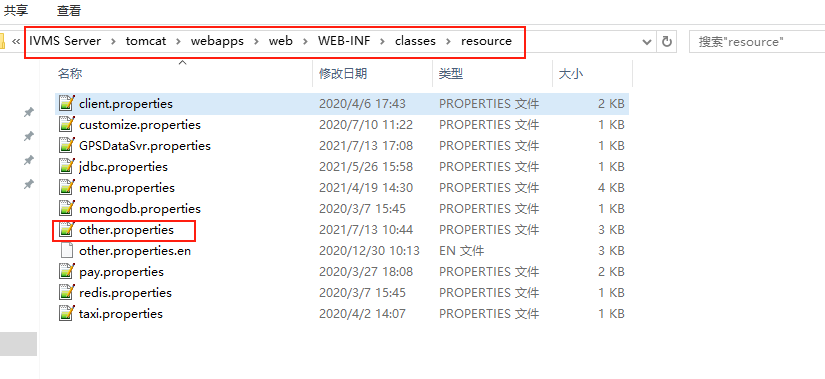 共享 查看
« IVMS Server › tomcat › webapps › web › WEB-INF › classes › resource 搜索"resource"
名称 修改日期 类型 大小
client.properties 2020/4/6 17:43 PROPERTIES 文件 2 KB
customize.properties 2020/7/10 11:22 PROPERTIES 文件 1 KB
GPSDataSvr.properties 2021/7/13 17:08 PROPERTIES 文件 1 KB
jdbc.properties 2021/5/26 15:58 PROPERTIES 文件 1 KB
menu.properties 2021/4/19 14:30 PROPERTIES 文件 4 KB
mongodb.properties 2020/3/7 15:45 PROPERTIES 文件 1 KB
other.properties 2021/7/13 10:44 PROPERTIES 文件 3 KB
other.properties.en 2020/12/30 10:13 EN 文件 3 KB
pay.properties 2020/3/27 18:08 PROPERTIES 文件 2 KB
redis.properties 2020/3/7 15:45 PROPERTIES 文件 1 KB
taxi.properties 2020/4/2 14:07 PROPERTIES 文件 1 KB